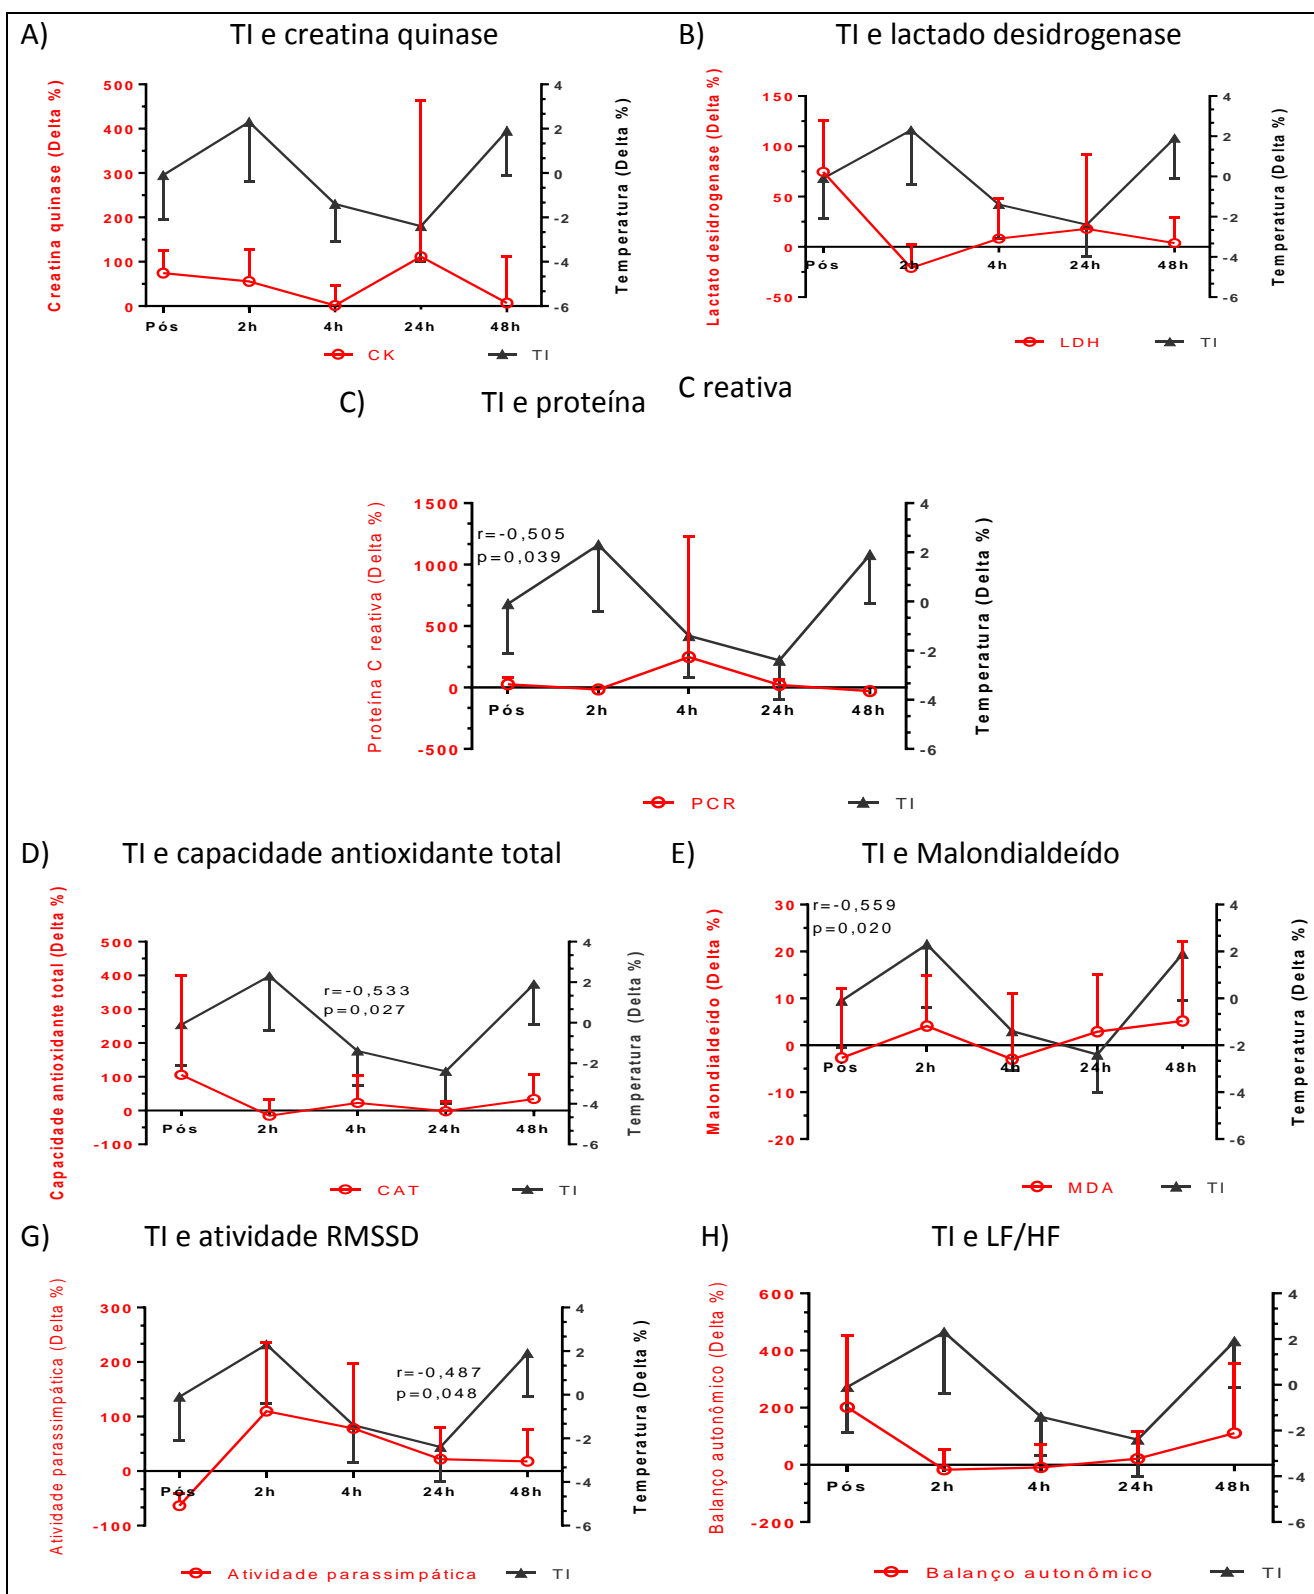 A) TI e creatina quinase
Creatina quinase (Delta %)
500
400
300
200
100
0
4
2
0
-2
-4
-6
Temperatura (Delta %)
Pós 2h 4h 24h 48h
CK TI
B) TI e lactado desidrogenase
Lactato desidrogenase (Delta %)
150
100
50
0
-50
4
2
0
-2
-4
-6
Temperatura (Delta %)
Pós 2h 4h 24h 48h
LDH TI
C) TI e proteína C reativa
Proteína C reativa (Delta %)
1500
1000
500
0
-500
r=-0,505
p=0,039
4
2
0
-2
-4
-6
Temperatura (Delta %)
Pós 2h 4h 24h 48h
PCR TI
D) TI e capacidade antioxidante total
Capacidade antioxidante total (Delta %)
500
400
300
200
100
0
-100
r=-0,533
p=0,027
4
2
0
-2
-4
-6
Temperatura (Delta %)
Pós 2h 4h 24h 48h
CAT TI
E) TI e Malondialdeído
Malondialdeído (Delta %)
30
20
10
0
-10
-20
r=-0,559
p=0,020
4
2
0
-2
-4
-6
Temperatura (Delta %)
Pós 2h 4h 24h 48h
MDA TI
G) TI e atividade RMSSD
Atividade parassimpática (Delta %)
300
200
100
0
-100
r=-0,487
p=0,048
4
2
0
-2
-4
-6
Temperatura (Delta %)
Pós 2h 4h 24h 48h
Atividade parassimpática TI
H) TI e LF/HF
Balanço autonômico (Delta %)
600
400
200
0
-200
4
2
0
-2
-4
-6
Temperatura (Delta %)
Pós 2h 4h 24h 48h
Balanço autonômico TI